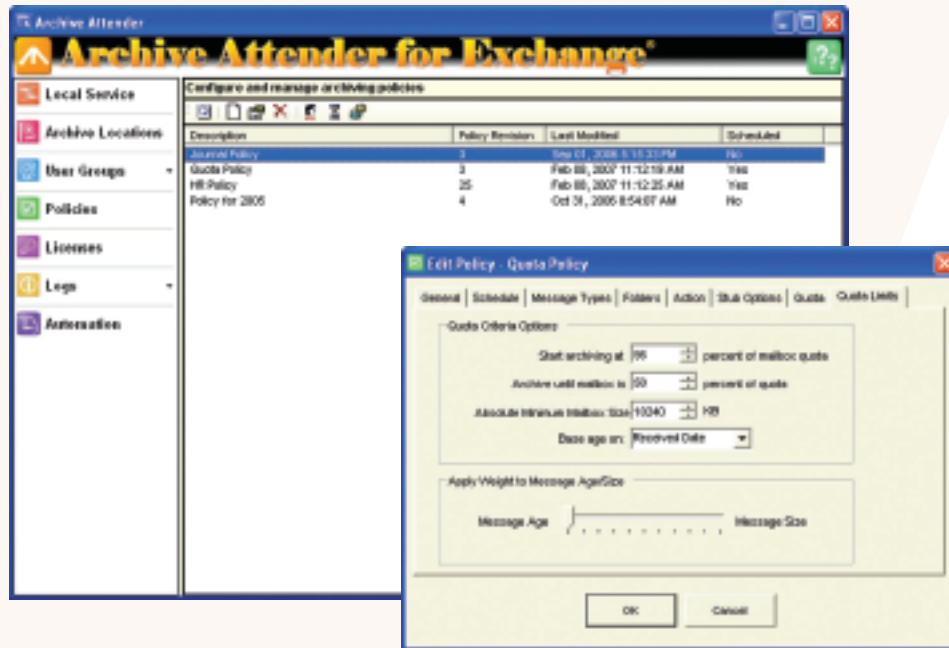 Archive Attender
Archive Attender for Exchange®
??
Local Service
Archive Locations
User Groups
Policies
Licenses
Logs
Automation
Configure and manage archiving policies
Description Policy Revision Last Modified Scheduled
Journal Policy 3 Sep 01, 2006 No
Quota Policy 3 Feb 08, 2007 11:12:19 AM Yes
HR Policy 25 Feb 08, 2007 11:12:25 AM Yes
Policy for 2005 4 Oct 31, 2006 8:54:07 AM No
Edit Policy - Quota Policy
General Schedule Message Types Folders Action Stub Options Quota Quota Limits
Quota Criteria Options
Start archiving at percent of mailbox quota
Archive until mailbox is percent of quota
Absolute Minimum Mailbox Size 10240 KB
Base age on: Received Date
Apply Weight to Message Age/Size
Message Age Message Size
OK Cancel